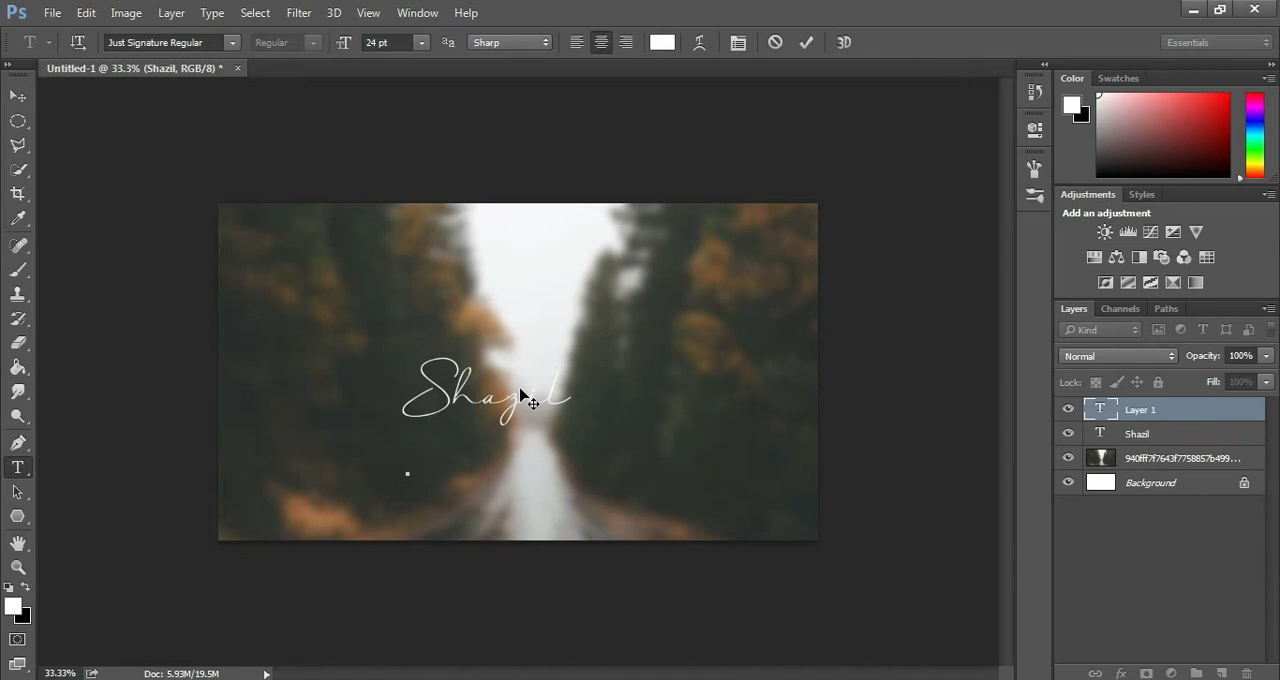 Ps File Edit Image Layer Type Select Filter 3D View Window Help
T Just Signature Regular Regular 24 pt Sharp 3D Essentials
Untitled-1 @ 33.3% (Shazil, RGB/8) * ×
Color Swatches
Adjustments Styles
Add an adjustment
Layers Channels Paths
Kind
Normal Opacity: 100%
Lock: Fill: 100%
T Layer 1
T Shazil
940fff7f7643f7758857b499...
Background
Shazil
33.33% Doc: 5.93M/19.5M